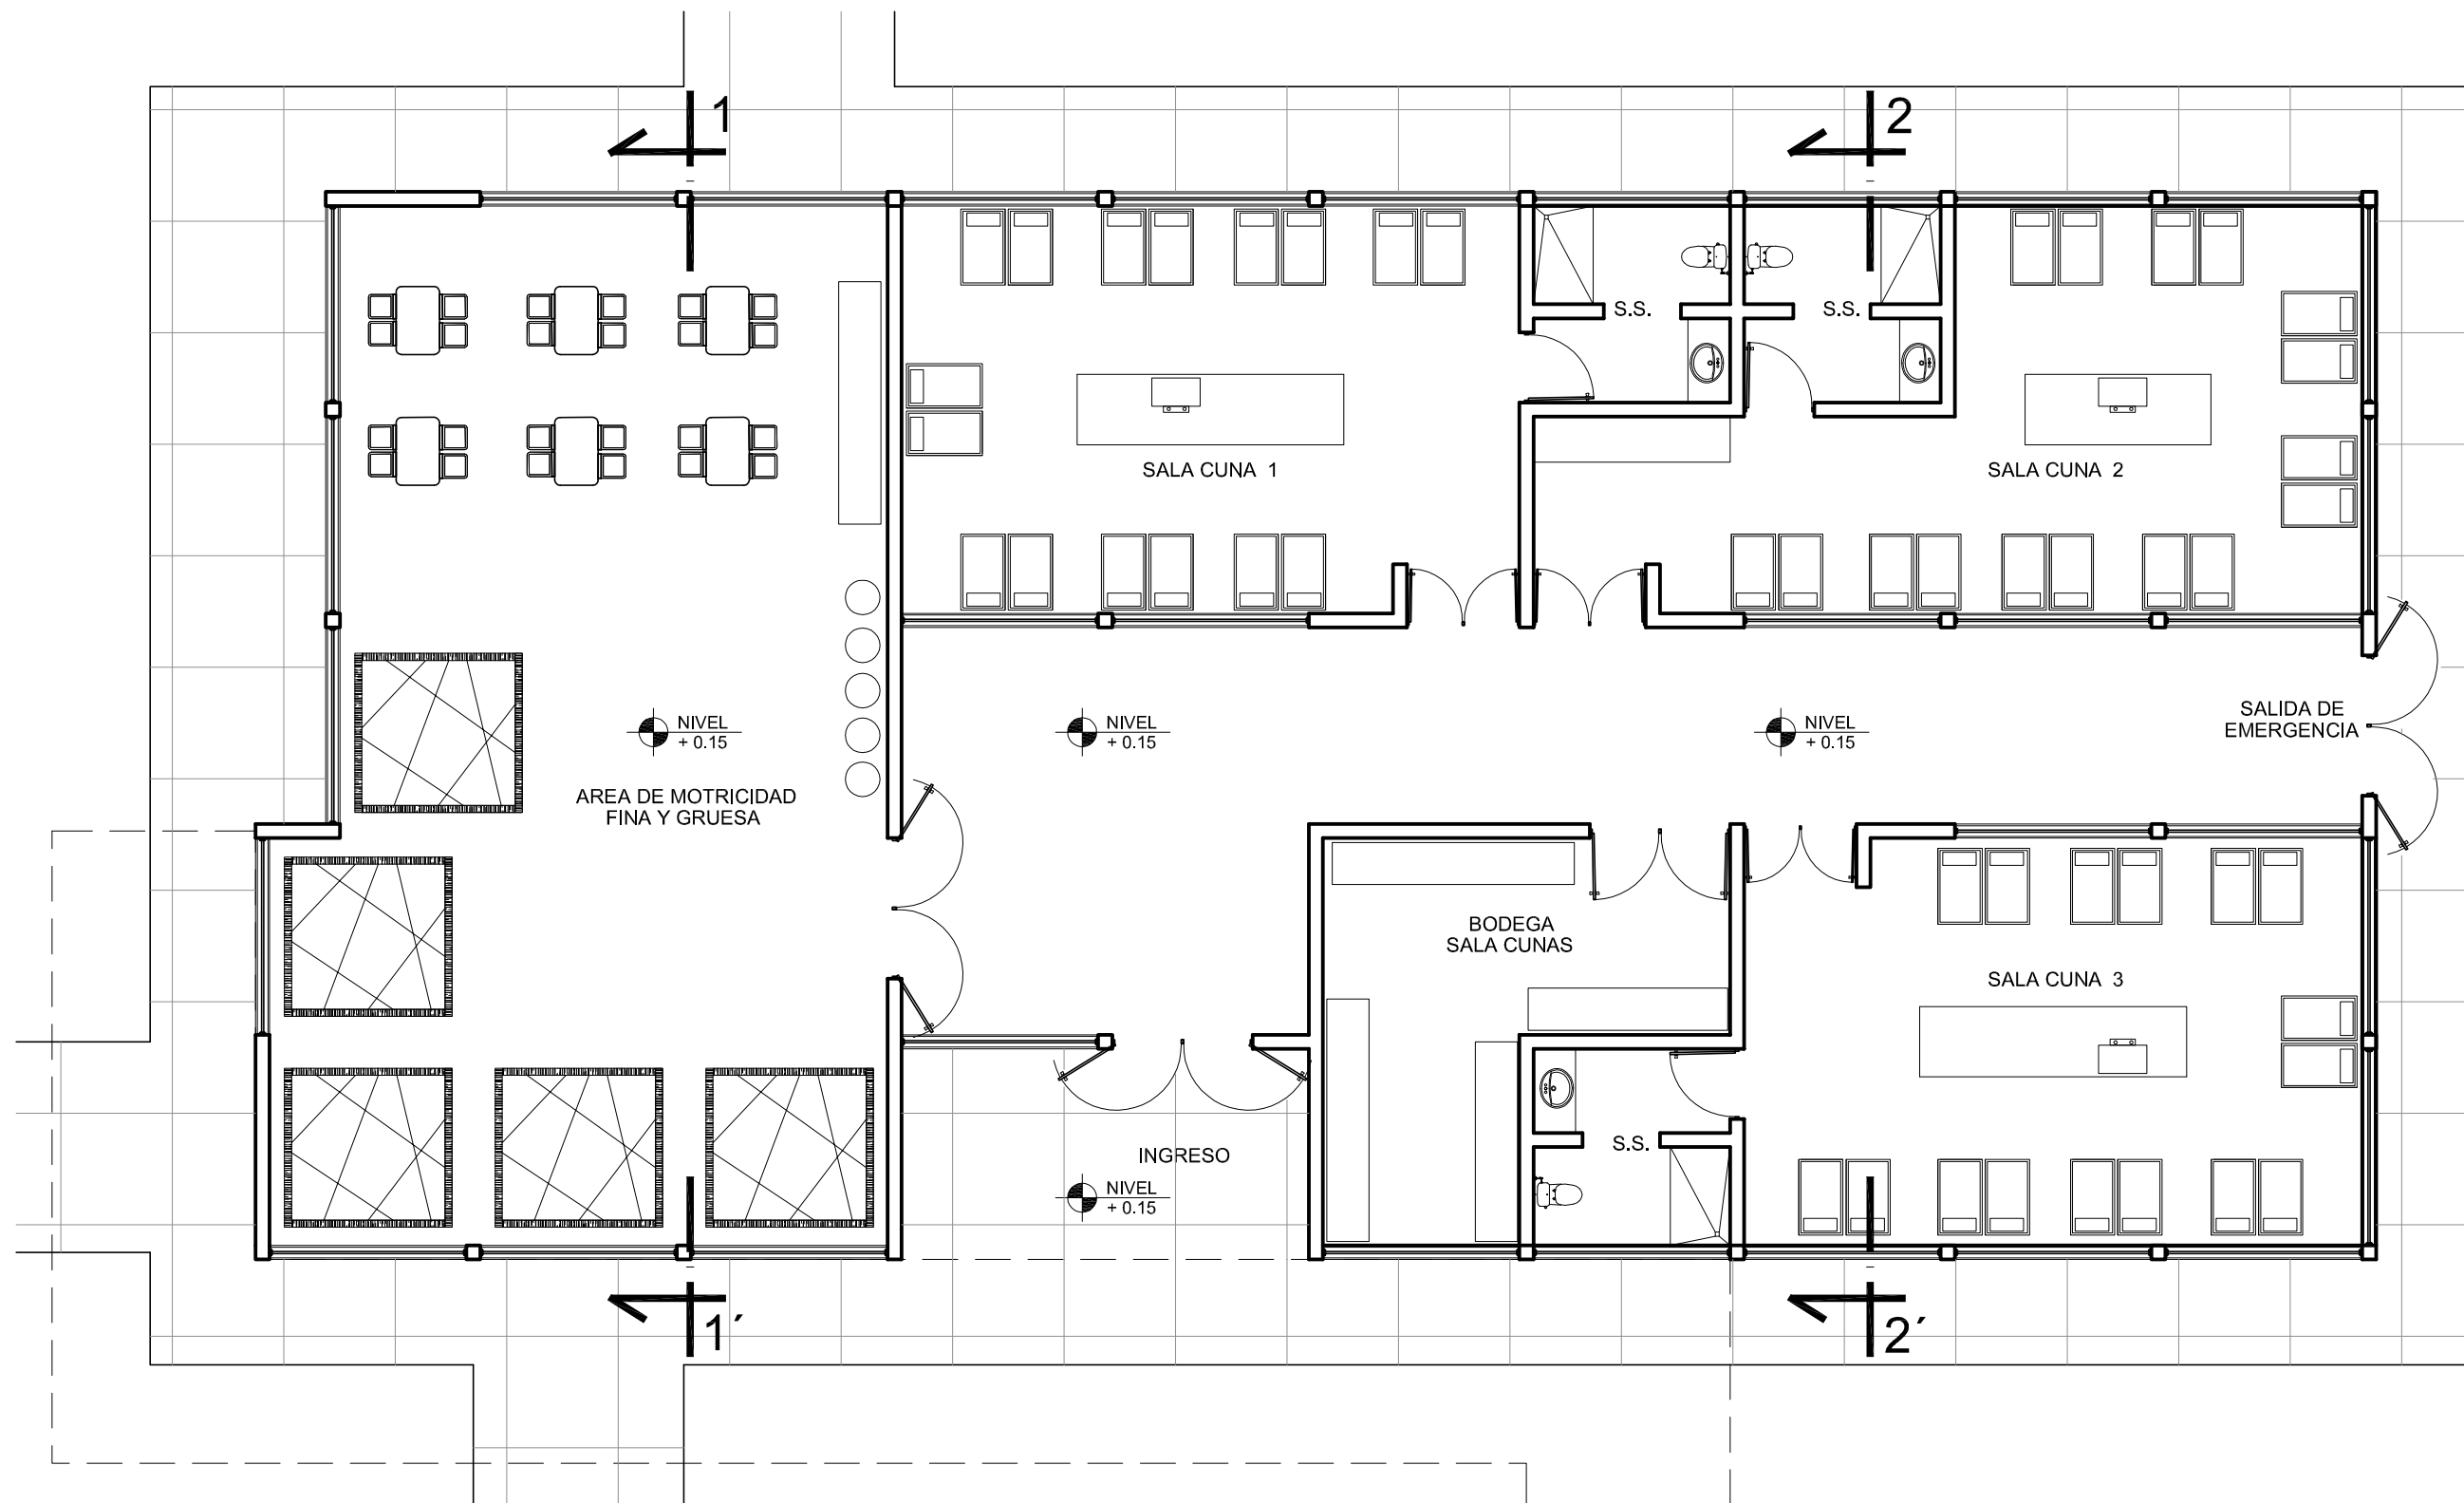 1
2
S.S.
S.S.
SALA CUNA 1
SALA CUNA 2
NIVEL
+ 0.15
NIVEL
+ 0.15
NIVEL
+ 0.15
SALIDA DE
EMERGENCIA
AREA DE MOTRICIDAD
FINA Y GRUESA
BODEGA
SALA CUNAS
SALA CUNA 3
S.S.
INGRESO
NIVEL
+ 0.15
1´
2´